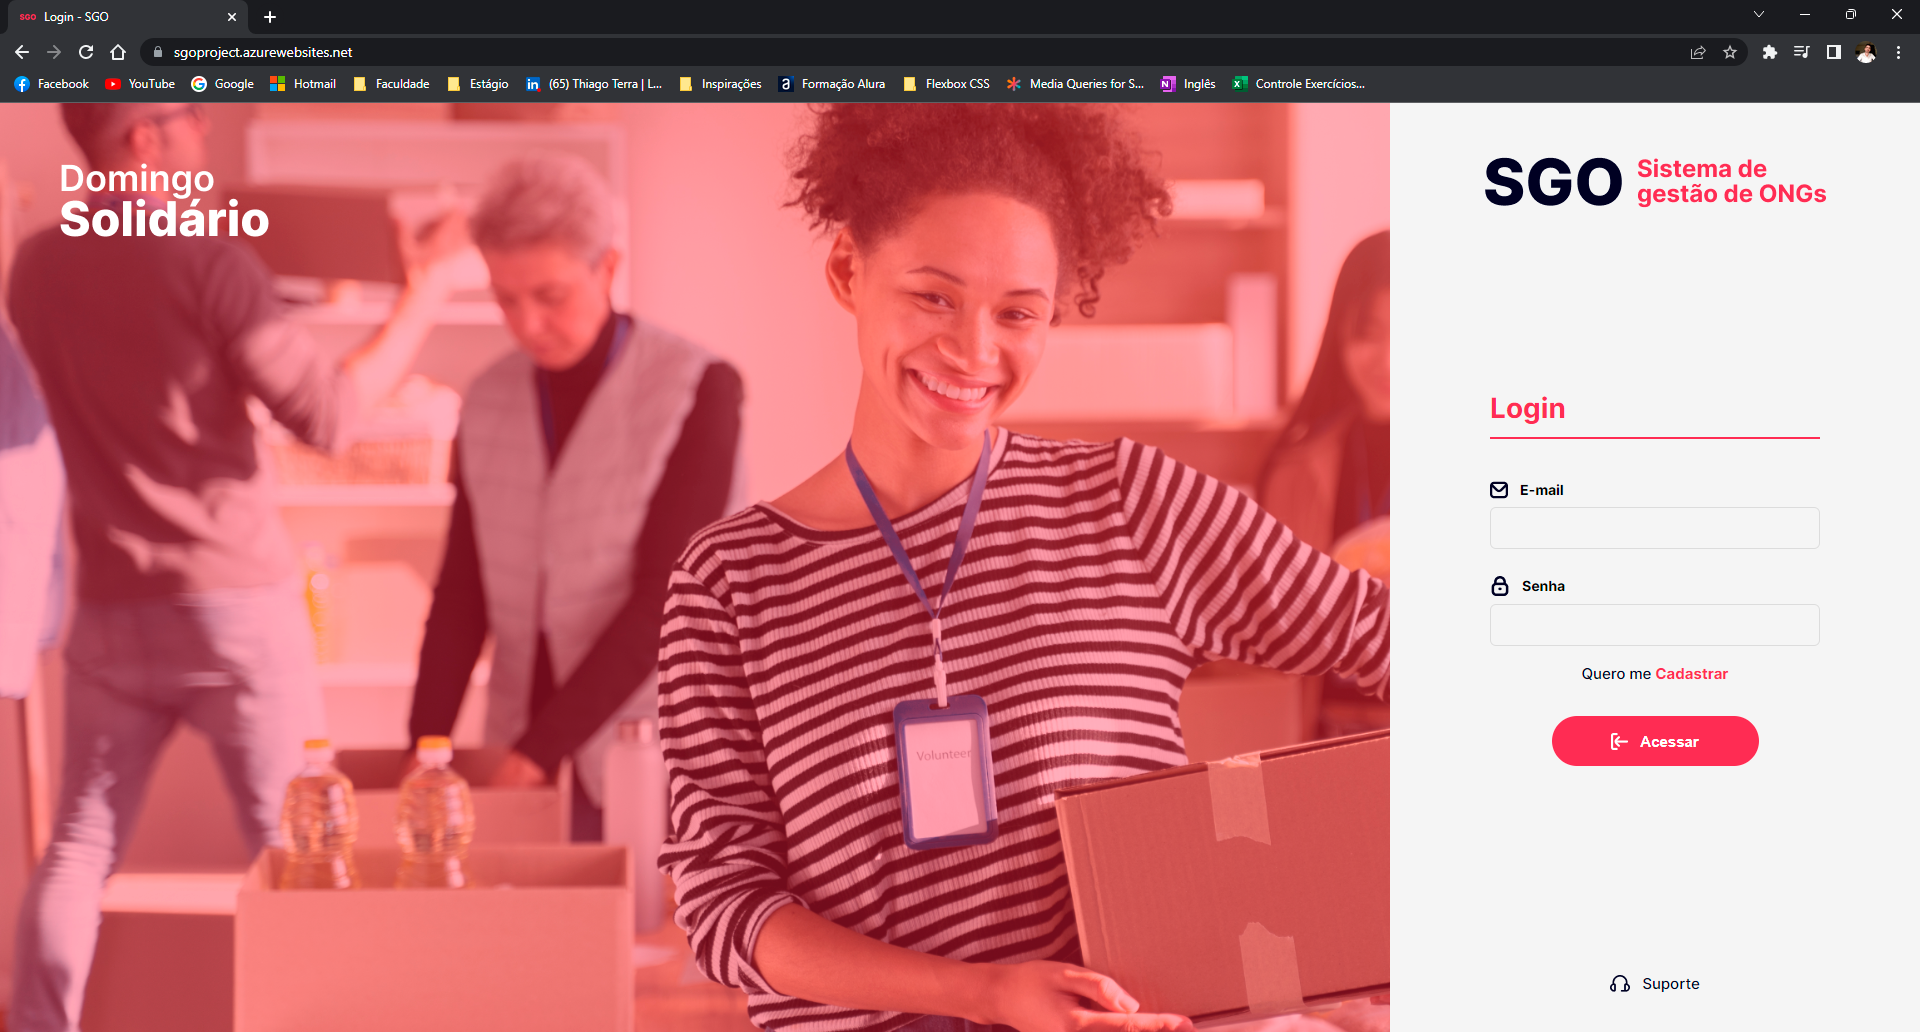 SGO Login - SGO
sgoproject.azurewebsites.net
Facebook YouTube Google Hotmail Faculdade Estágio in (65) Thiago Terra | L... Inspirações a Formação Alura Flexbox CSS Media Queries for S... N Inglês X Controle Exercícios...
Domingo
Solidário
Volunteer
SGO
Sistema de
gestão de ONGs
Login
E-mail
Senha
Quero me Cadastrar
Acessar
Suporte